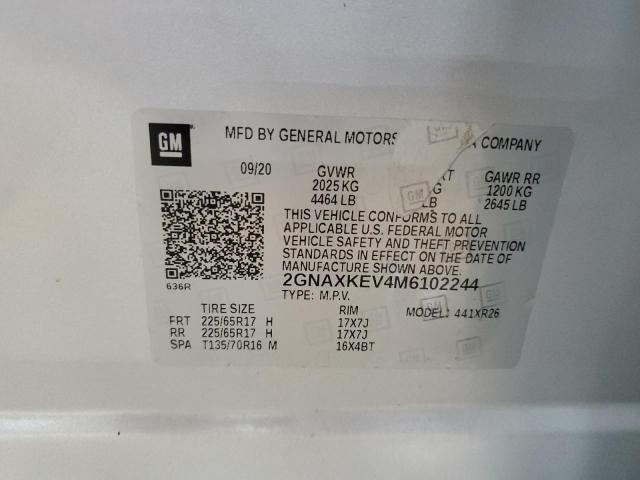 GM
MFD BY GENERAL MOTORS COMPANY
09/20 GVWR GAWR RR
2025 KG 1200 KG
4464 LB LB 2645 LB
THIS VEHICLE CONFORMS TO ALL
APPLICABLE U.S. FEDERAL MOTOR
VEHICLE SAFETY AND THEFT PREVENTION
STANDARDS IN EFFECT ON THE DATE OF
MANUFACTURE SHOWN ABOVE.
636R
2GNAXKEV4M6102244
TYPE: M.P.V.
TIRE SIZE RIM MODEL: 441XR26
FRT 225/65R17 H 17X7J
RR 225/65R17 H 17X7J
SPA T135/70R16 M 16X4BT